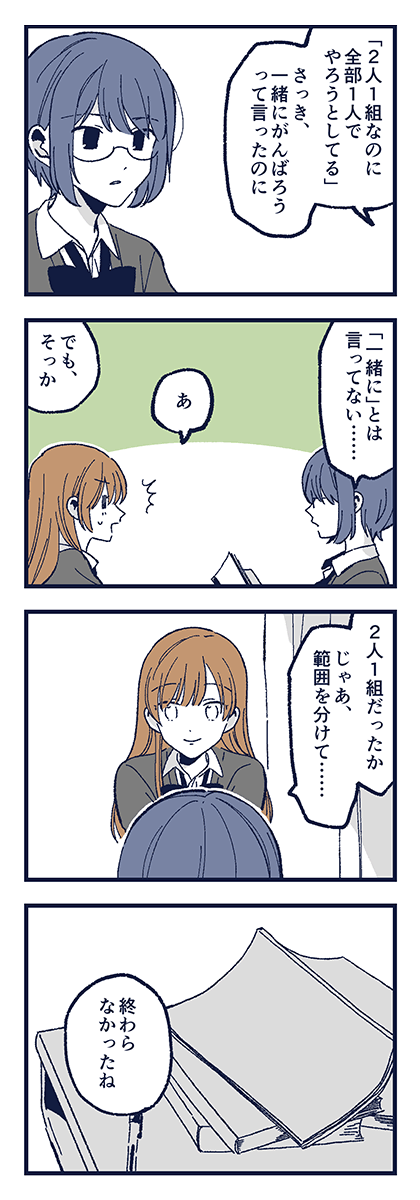 「2人1組なのに
全部1人で
やろうとしてる」
さっき、
一緒にがんばろう
って言ったのに
「一緒に」とは
言ってない……
あ
でも、
そっか
2人1組だったか
じゃあ、
範囲を分けて……
終わら
なかったね